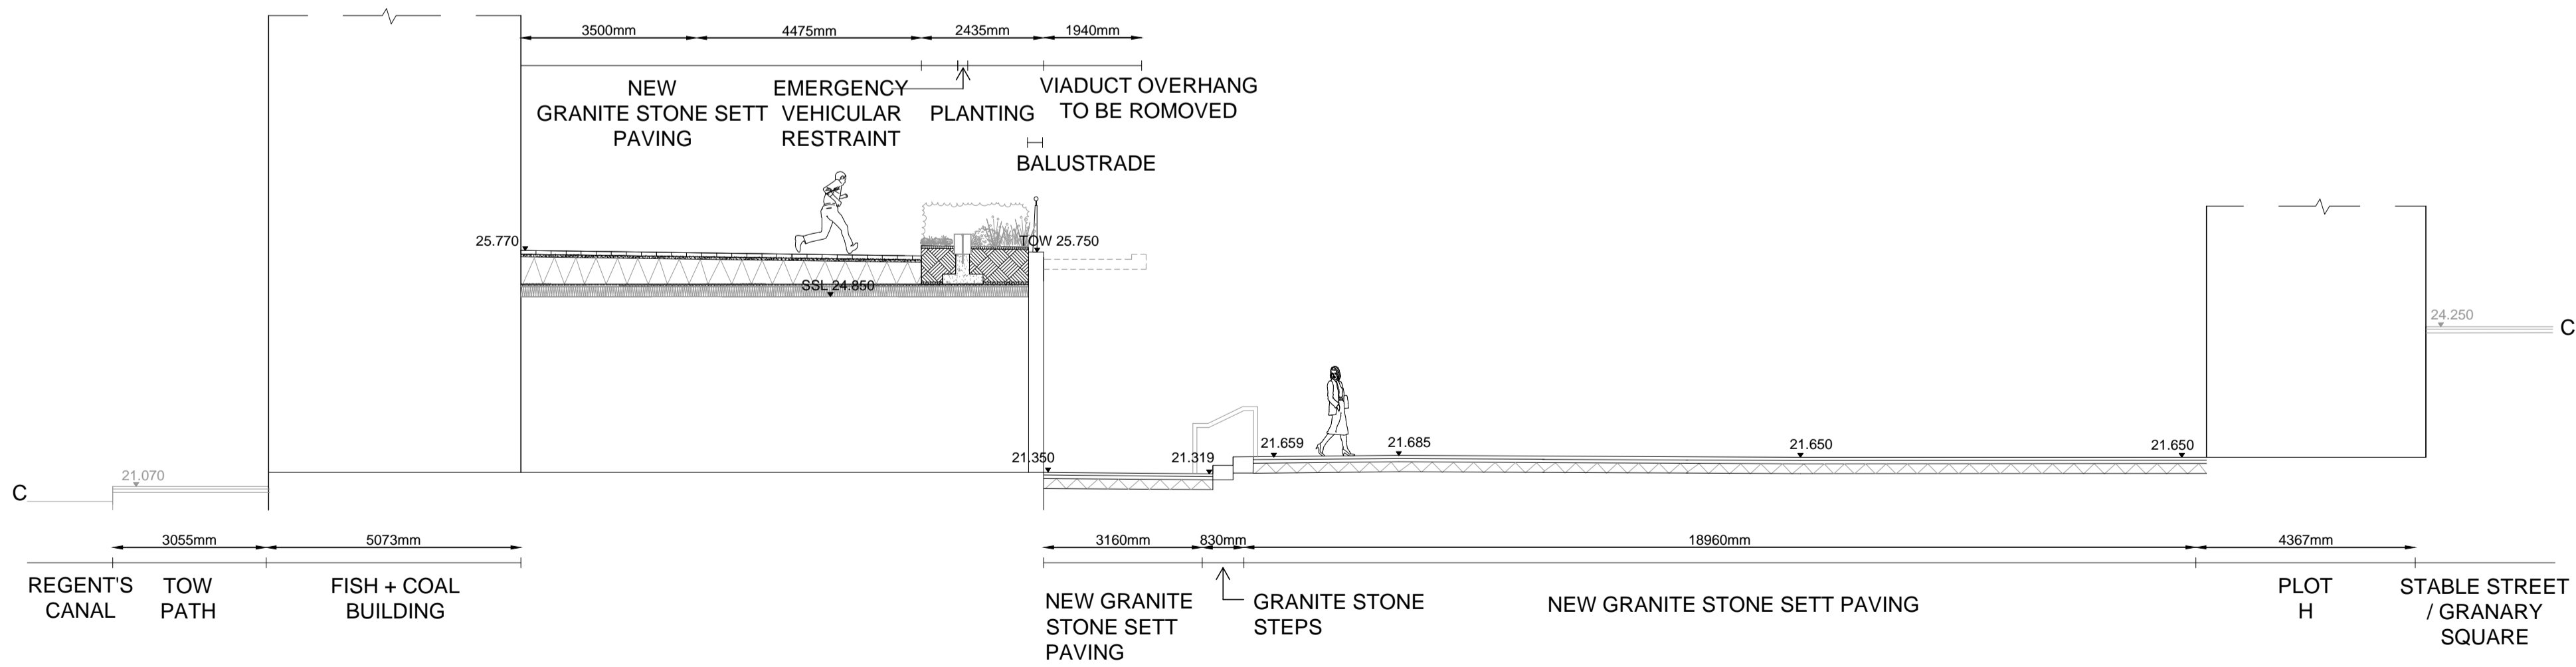 3500mm
4475mm
2435mm
1940mm
NEW
GRANITE STONE SETT
PAVING
EMERGENCY
VEHICULAR
RESTRAINT
PLANTING
VIADUCT OVERHANG
TO BE ROMOVED
BALUSTRADE
25.770
TOW 25.750
SSL 24.850
24.250
C
21.659
21.685
21.650
21.650
21.350
21.319
21.070
C
3055mm
5073mm
3160mm
830mm
18960mm
4367mm
REGENT'S
CANAL
TOW
PATH
FISH + COAL
BUILDING
NEW GRANITE
STONE SETT
PAVING
GRANITE STONE
STEPS
NEW GRANITE STONE SETT PAVING
PLOT
H
STABLE STREET
/ GRANARY
SQUARE